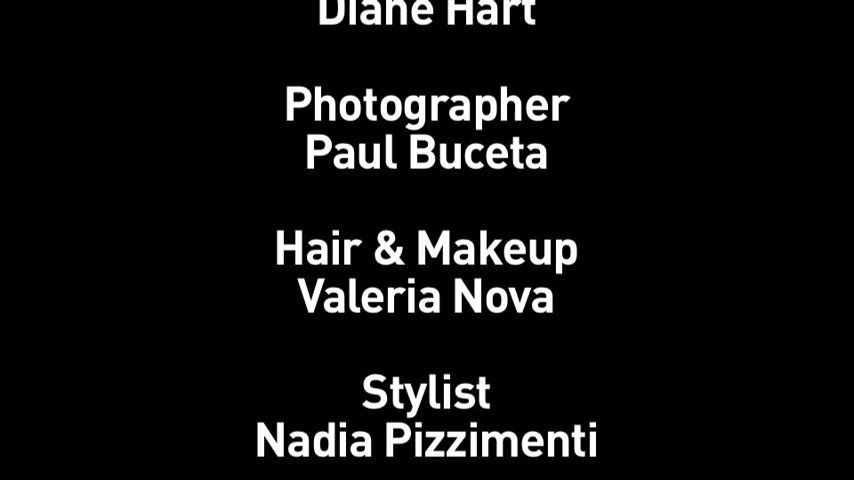 Diane Hart
Photographer
Paul Buceta
Hair & Makeup
Valeria Nova
Stylist
Nadia Pizzimenti